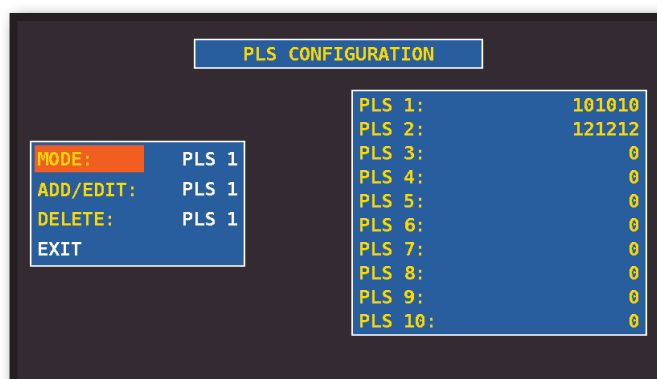 PLS CONFIGURATION
MODE: PLS 1
ADD/EDIT: PLS 1
DELETE: PLS 1
EXIT
PLS 1: 101010
PLS 2: 121212
PLS 3: 0
PLS 4: 0
PLS 5: 0
PLS 6: 0
PLS 7: 0
PLS 8: 0
PLS 9: 0
PLS 10: 0